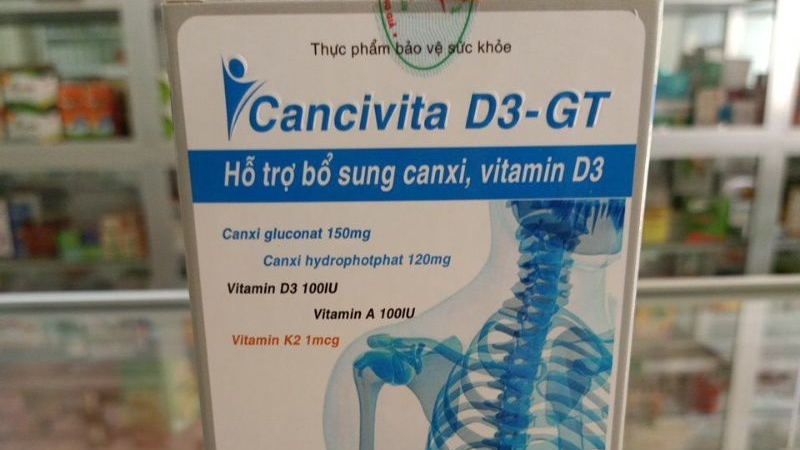 Thực phẩm bảo vệ sức khỏe
Cancivita D3-GT
Hỗ trợ bổ sung canxi, vitamin D3
Canxi gluconat 150mg
Canxi hydrophotphat 120mg
Vitamin D3 100IU
Vitamin A 100IU
Vitamin K2 1mcg